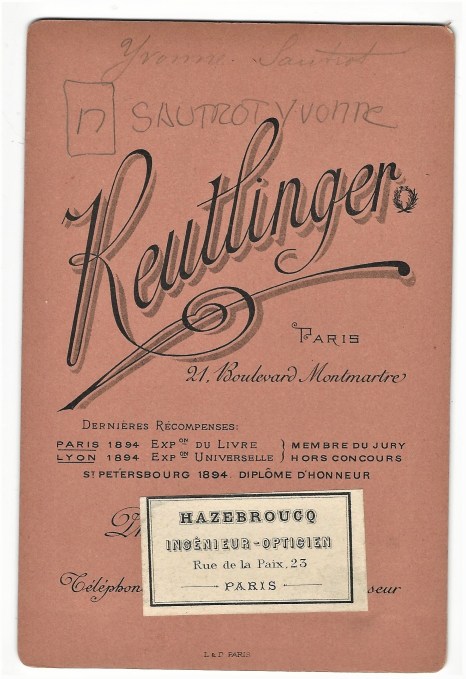 Yvonne Sautrot
n SAUTROT YVONNE
Reutlinger
PARIS
21, Boulevard Montmartre
DERNIÈRES RÉCOMPENSES:
PARIS 1894 EXPON DU LIVRE } MEMBRE DU JURY
LYON 1894 EXPON UNIVERSELLE } HORS CONCOURS
ST PETERSBOURG 1894 DIPLÔME D'HONNEUR
HAZEBROUCQ
INGÉNIEUR-OPTICIEN
Rue de la Paix, 23
PARIS
Téléphon
seur
L & D PARIS